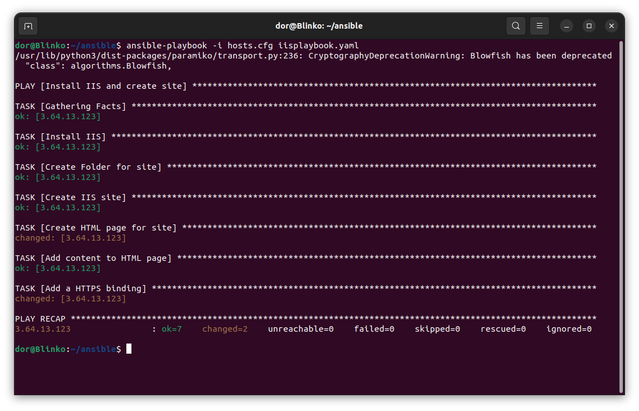 dor@Blinko: ~/ansible
dor@Blinko:~/ansible$ ansible-playbook -i hosts.cfg iisplaybook.yaml
/usr/lib/python3/dist-packages/paramiko/transport.py:236: CryptographyDeprecationWarning: Blowfish has been deprecated
  "class": algorithms.Blowfish,
PLAY [Install IIS and create site] ********************************************************************************
TASK [Gathering Facts] ********************************************************************************************
ok: [3.64.13.123]
TASK [Install IIS] ************************************************************************************************
ok: [3.64.13.123]
TASK [Create Folder for site] *************************************************************************************
ok: [3.64.13.123]
TASK [Create IIS site] ********************************************************************************************
ok: [3.64.13.123]
TASK [Create HTML page for site] **********************************************************************************
changed: [3.64.13.123]
TASK [Add content to HTML page] ***********************************************************************************
ok: [3.64.13.123]
TASK [Add a HTTPS binding] ****************************************************************************************
changed: [3.64.13.123]
PLAY RECAP ********************************************************************************************************
3.64.13.123                : ok=7    changed=2    unreachable=0    failed=0    skipped=0    rescued=0    ignored=0
dor@Blinko:~/ansible$